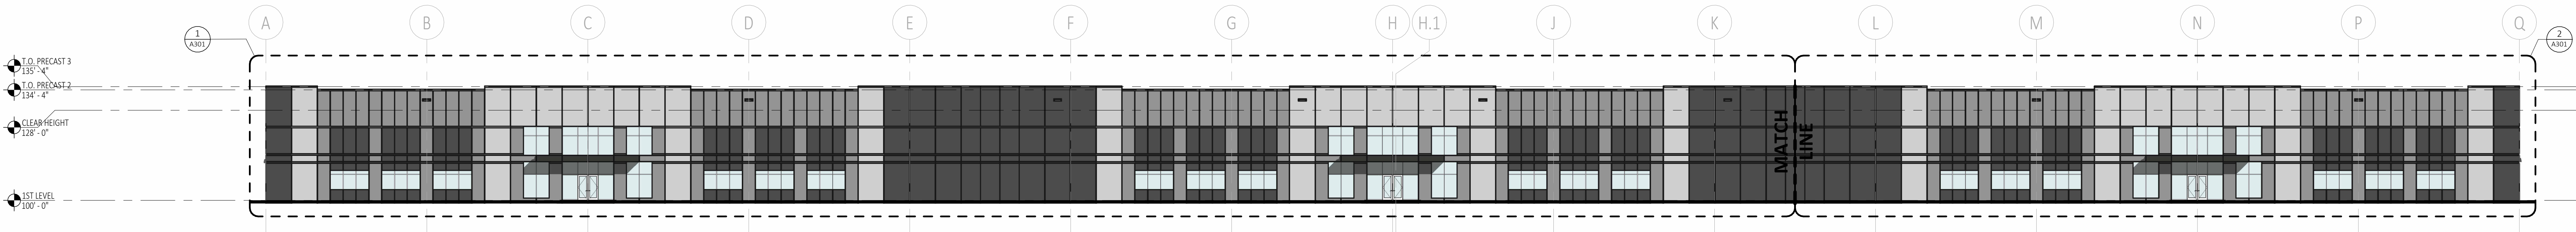 A B C D E F G H H.1 J K L M N P Q
1
A301
2
A301
T.O. PRECAST 3
135' - 4"
T.O. PRECAST 2
134' - 4"
CLEAR HEIGHT
128' - 0"
1ST LEVEL
100' - 0"
MATCH
LINE